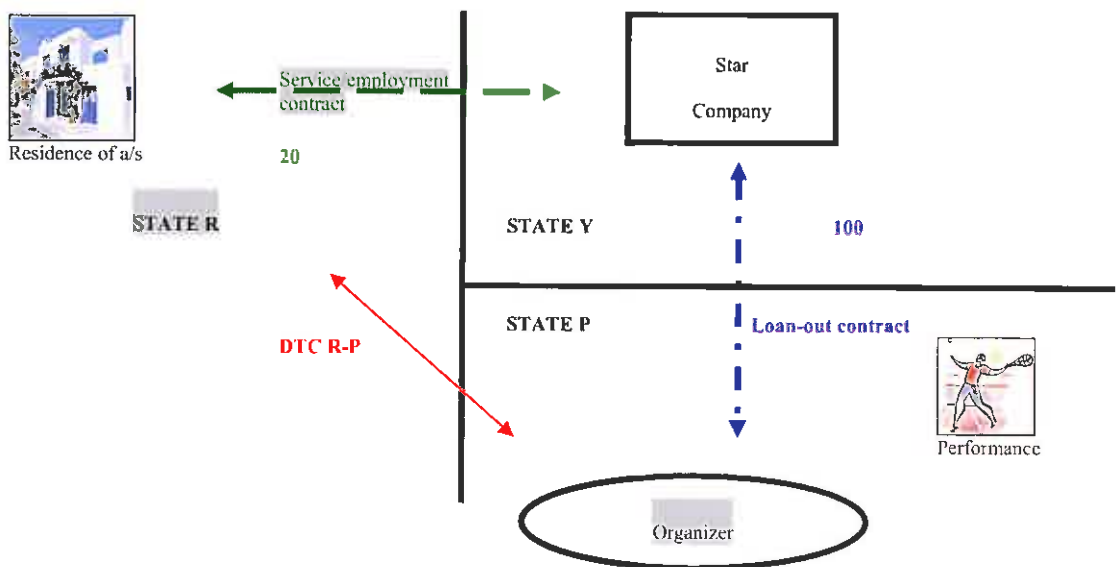 Service/employment
contract
Star
Company
Residence of a/s
20
STATE R
STATE Y
100
STATE P
Loan-out contract
DTC R-P
Performance
Organizer